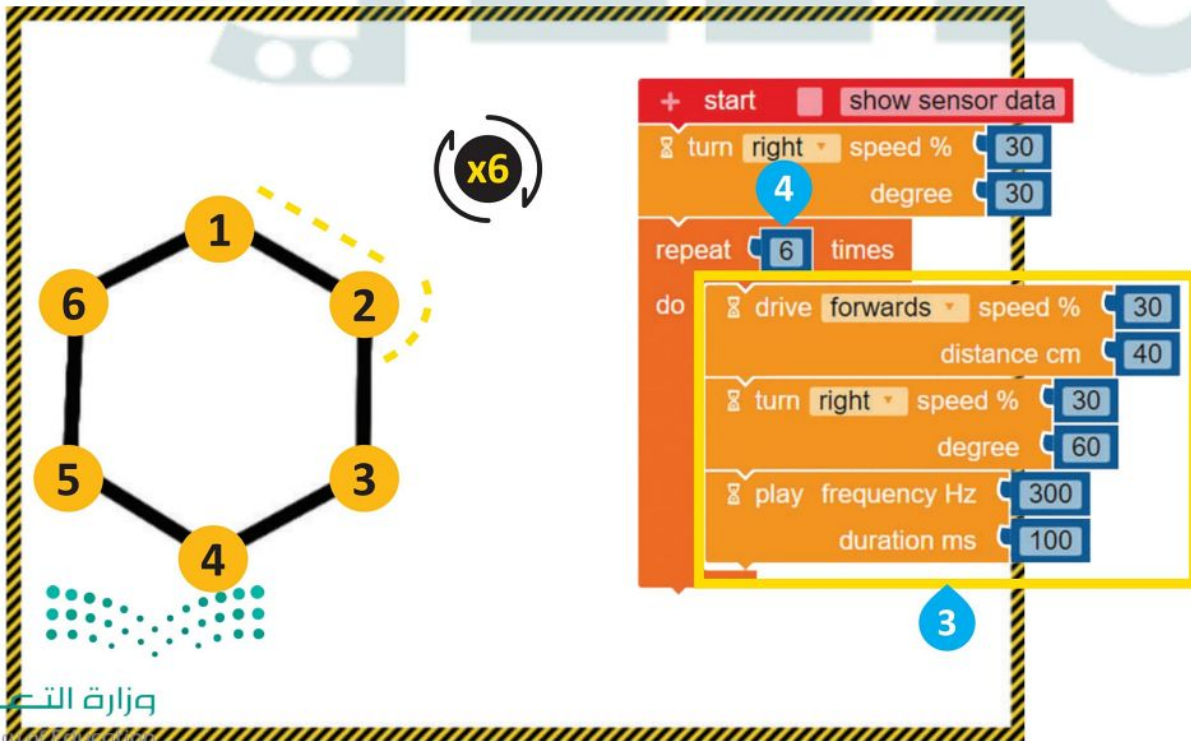 x6
1
2
3
4
5
6
+ start show sensor data
turn right speed % 30
degree 30
4
repeat 6 times
do
drive forwards speed % 30
distance cm 40
turn right speed % 30
degree 60
play frequency Hz 300
duration ms 100
3
وزارة